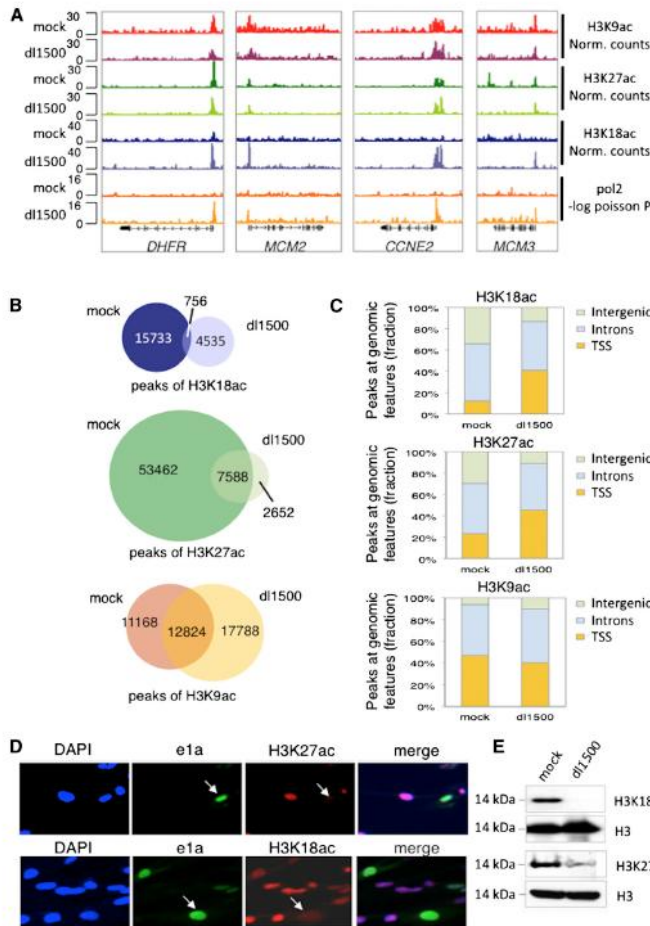 A
mock 30 0
dl1500 30 0
mock 30 0
dl1500 30 0
mock 40 0
dl1500 40 0
mock 16 0
dl1500 16 0
H3K9ac
Norm. counts
H3K27ac
Norm. counts
H3K18ac
Norm. counts
pol2
-log poisson P
DHFR MCM2 CCNE2 MCM3
B
mock 756 dl1500
15733 4535
peaks of H3K18ac
mock dl1500
53462 7588 2652
peaks of H3K27ac
mock dl1500
11168 12824 17788
peaks of H3K9ac
C
H3K18ac
Peaks at genomic
features (fraction)
100%
80%
60%
40%
20%
0%
mock dl1500
Intergenic
Introns
TSS
H3K27ac
Peaks at genomic
features (fraction)
100%
80%
60%
40%
20%
0%
mock dl1500
Intergenic
Introns
TSS
H3K9ac
Peaks at genomic
features (fraction)
100%
80%
60%
40%
20%
0%
mock dl1500
Intergenic
Introns
TSS
D
DAPI e1a H3K27ac merge
DAPI e1a H3K18ac merge
E
mock dl1500
14 kDa H3K18
14 kDa H3
14 kDa H3K27
14 kDa H3